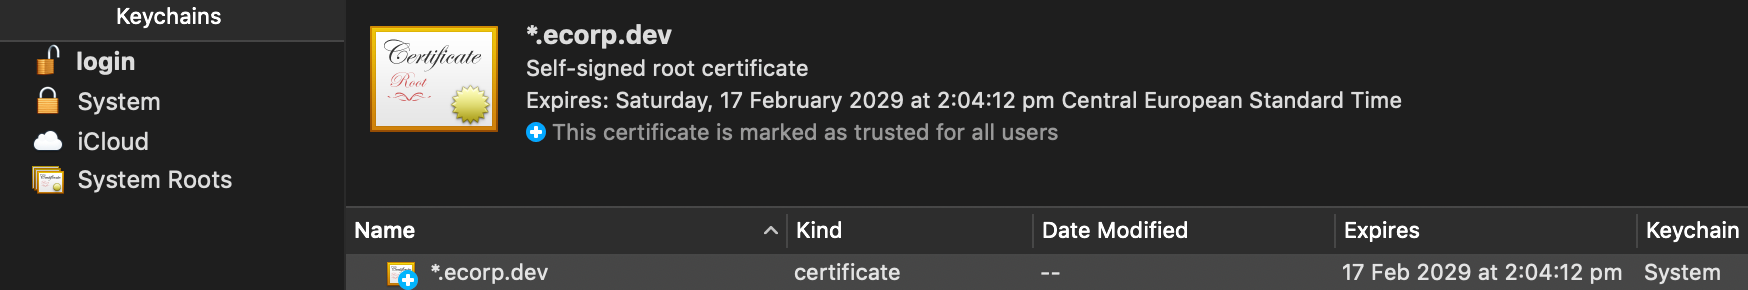 Keychains
login
System
iCloud
System Roots
Certificate
Root
*.ecorp.dev
Self-signed root certificate
Expires: Saturday, 17 February 2029 at 2:04:12 pm Central European Standard Time
This certificate is marked as trusted for all users
Name Kind Date Modified Expires Keychain
*.ecorp.dev certificate -- 17 Feb 2029 at 2:04:12 pm System